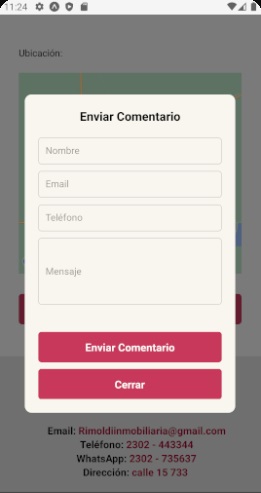 11:24
Ubicación:
Enviar Comentario
Nombre
Email
Teléfono
Mensaje
Enviar Comentario
Cerrar
Email: Rimoldiinmobiliaria@gmail.com
Teléfono: 2302 - 443344
WhatsApp: 2302 - 735637
Dirección: calle 15 733